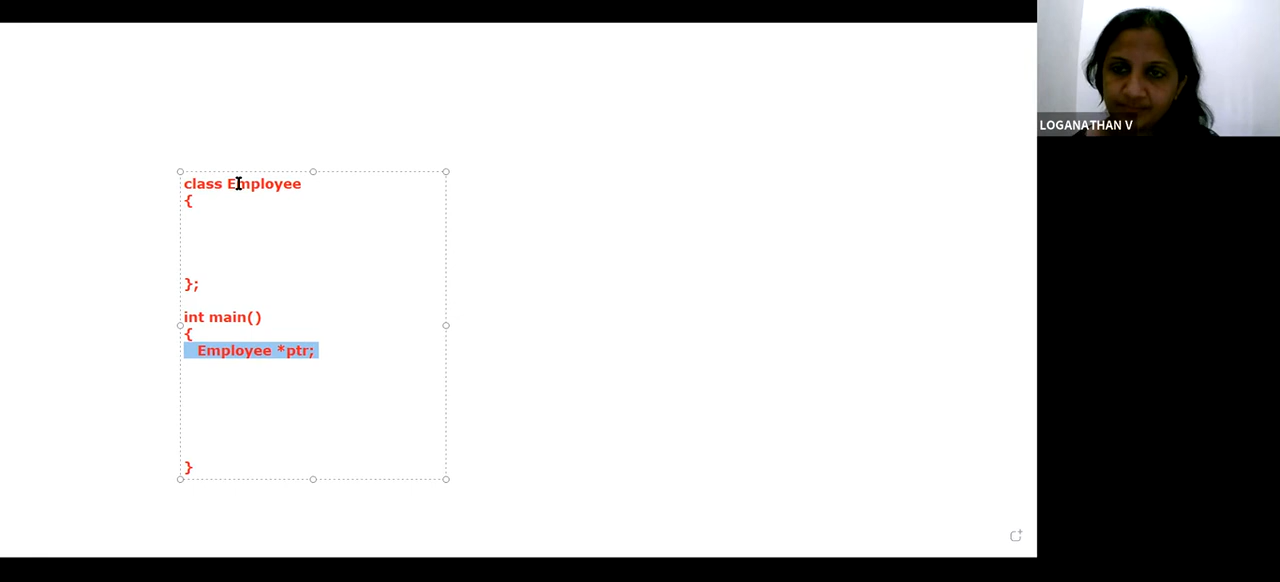 class Employee
{
};
int main()
{
Employee *ptr;
}
LOGANATHAN V